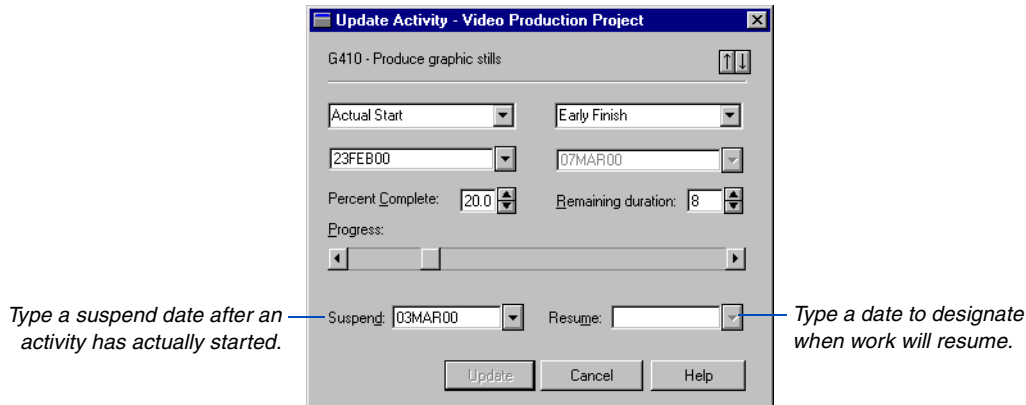 Update Activity - Video Production Project
G410 - Produce graphic stills
Actual Start
Early Finish
23FEB00
07MAR00
Percent Complete: 20.0
Remaining duration: 8
Progress:
Type a suspend date after an
activity has actually started.
Suspend: 03MAR00
Resume:
Type a date to designate
when work will resume.
Update
Cancel
Help